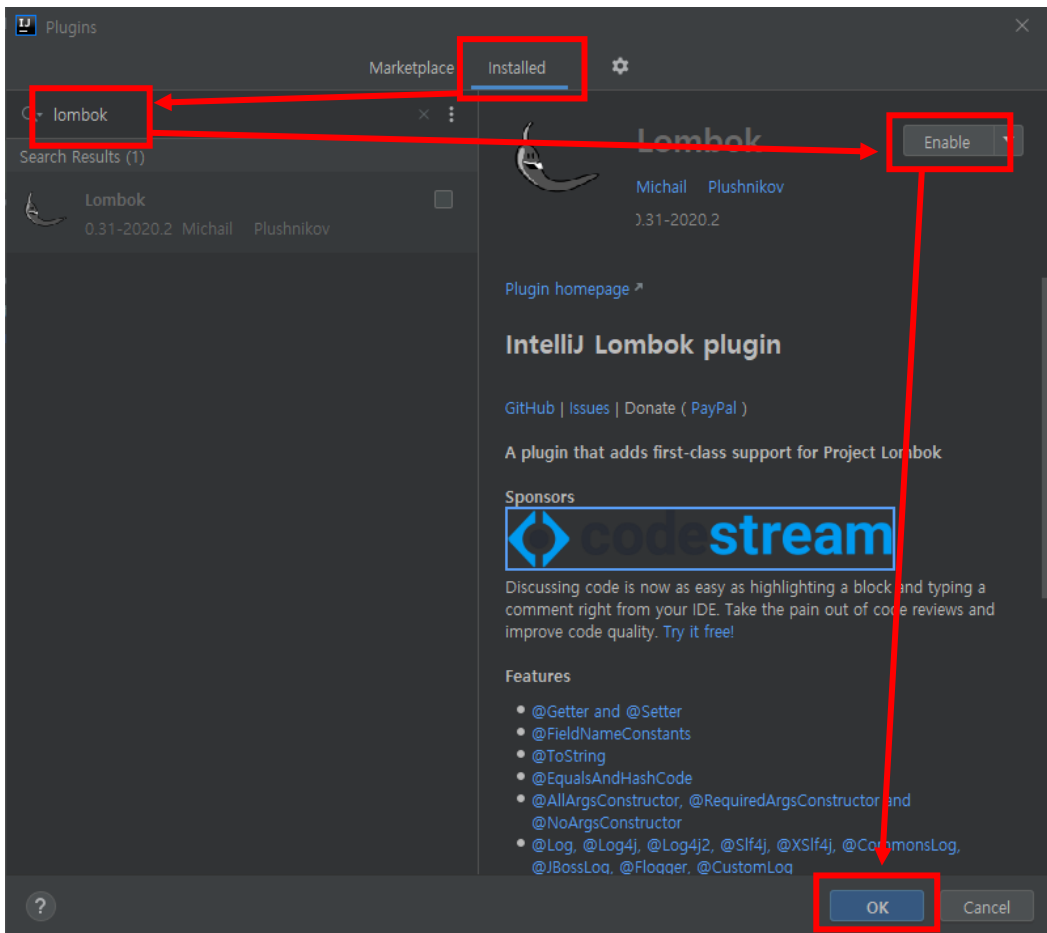 Plugins
Marketplace Installed
lombok
Search Results (1)
Lombok
0.31-2020.2 Michail Plushnikov
Lombok
Enable
Michail Plushnikov
0.31-2020.2
Plugin homepage
IntelliJ Lombok plugin
GitHub | Issues | Donate ( PayPal )
A plugin that adds first-class support for Project Lombok
Sponsors
codestream
Discussing code is now as easy as highlighting a block and typing a
comment right from your IDE. Take the pain out of code reviews and
improve code quality. Try it free!
Features
@Getter and @Setter
@FieldNameConstants
@ToString
@EqualsAndHashCode
@AllArgsConstructor, @RequiredArgsConstructor and
@NoArgsConstructor
@Log, @Log4j, @Log4j2, @Slf4j, @XSlf4j, @CommonsLog,
@JBossLog, @Flogger, @CustomLog
?
OK
Cancel